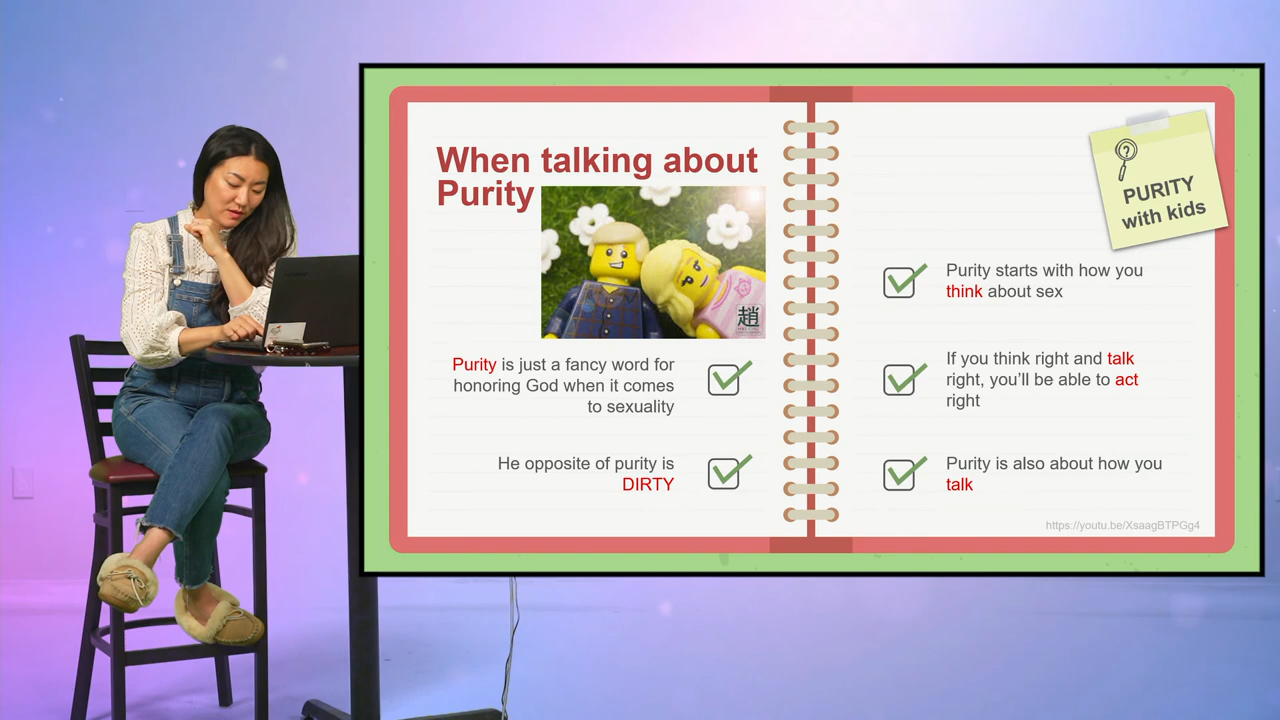 When talking about
Purity
趙
Purity is just a fancy word for
honoring God when it comes
to sexuality
He opposite of purity is
DIRTY
PURITY
with kids
Purity starts with how you
think about sex
If you think right and talk
right, you'll be able to act
right
Purity is also about how you
talk
https://youtu.be/XsaagBTPGg4